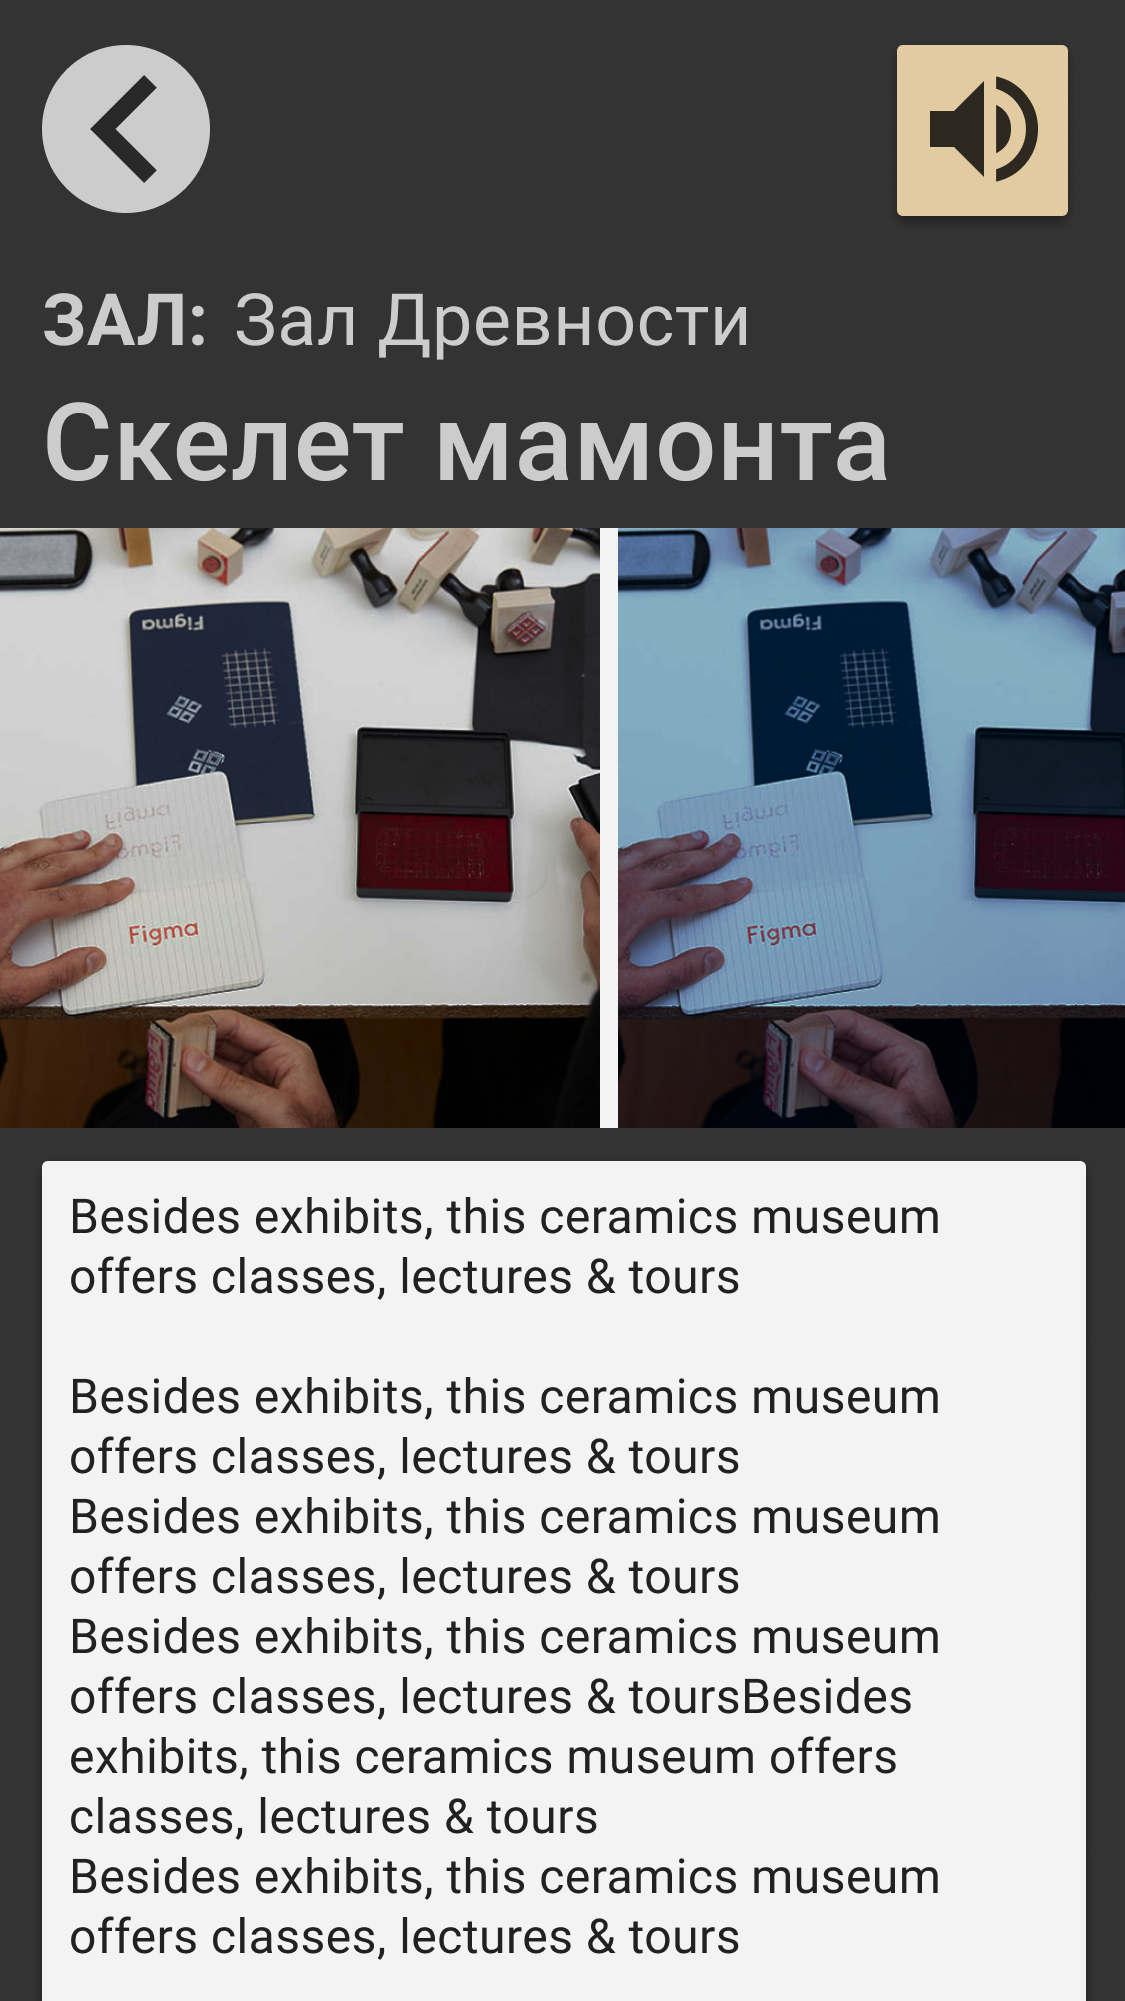 ЗАЛ: Зал Древности
Скелет мамонта
Figma
Figma
Figma
Figma
Figma
Figma
Figma
Figma
Besides exhibits, this ceramics museum
offers classes, lectures & tours
Besides exhibits, this ceramics museum
offers classes, lectures & tours
Besides exhibits, this ceramics museum
offers classes, lectures & tours
Besides exhibits, this ceramics museum
offers classes, lectures & toursBesides
exhibits, this ceramics museum offers
classes, lectures & tours
Besides exhibits, this ceramics museum
offers classes, lectures & tours